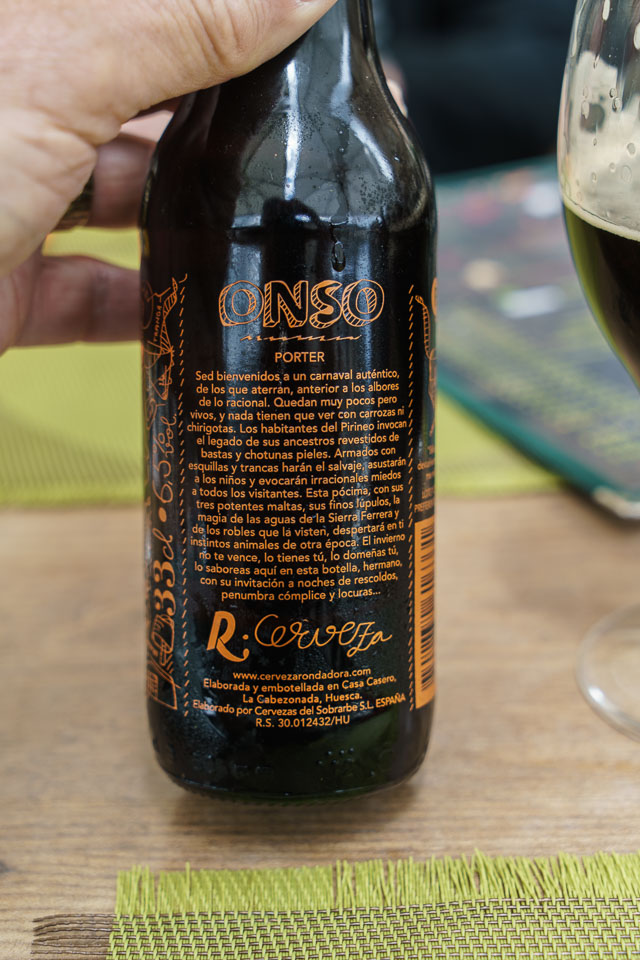 ONSO
PORTER
Sed bienvenidos a un carnaval auténtico,
de los que aterran, anterior a los albores
de lo racional. Quedan muy pocos pero
vivos, y nada tienen que ver con carrozas ni
chirigotas. Los habitantes del Pirineo invocan
el legado de sus ancestros revestidos de
bastas y chotunas pieles. Armados con
esquillas y trancas harán el salvaje, asustarán
a los niños y evocarán irracionales miedos
a todos los visitantes. Esta pócima, con sus
tres potentes maltas, sus finos lúpulos, la
magia de las aguas de la Sierra Ferrera y
de los robles que la visten, despertará en ti
instintos animales de otra época. El invierno
no te vence, lo tienes tú, lo domeñas tú,
lo saboreas aquí en esta botella, hermano,
con su invitación a noches de rescoldos,
penumbra cómplice y locuras...
R; Cerveza
www.cervezarondadora.com
Elaborada y embotellada en Casa Casero,
La Cabezonada, Huesca.
Elaborado por Cervezas del Sobrarbe S.L. ESPAÑA
R.S. 30.012432/HU
33cl • 6,3 %vol.